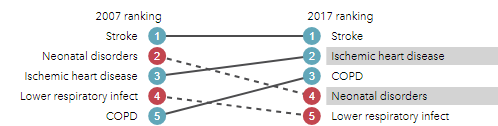 2007 ranking 2017 ranking
Stroke 1 1 Stroke
Neonatal disorders 2 2 Ischemic heart disease
Ischemic heart disease 3 3 COPD
Lower respiratory infect 4 4 Neonatal disorders
COPD 5 5 Lower respiratory infect